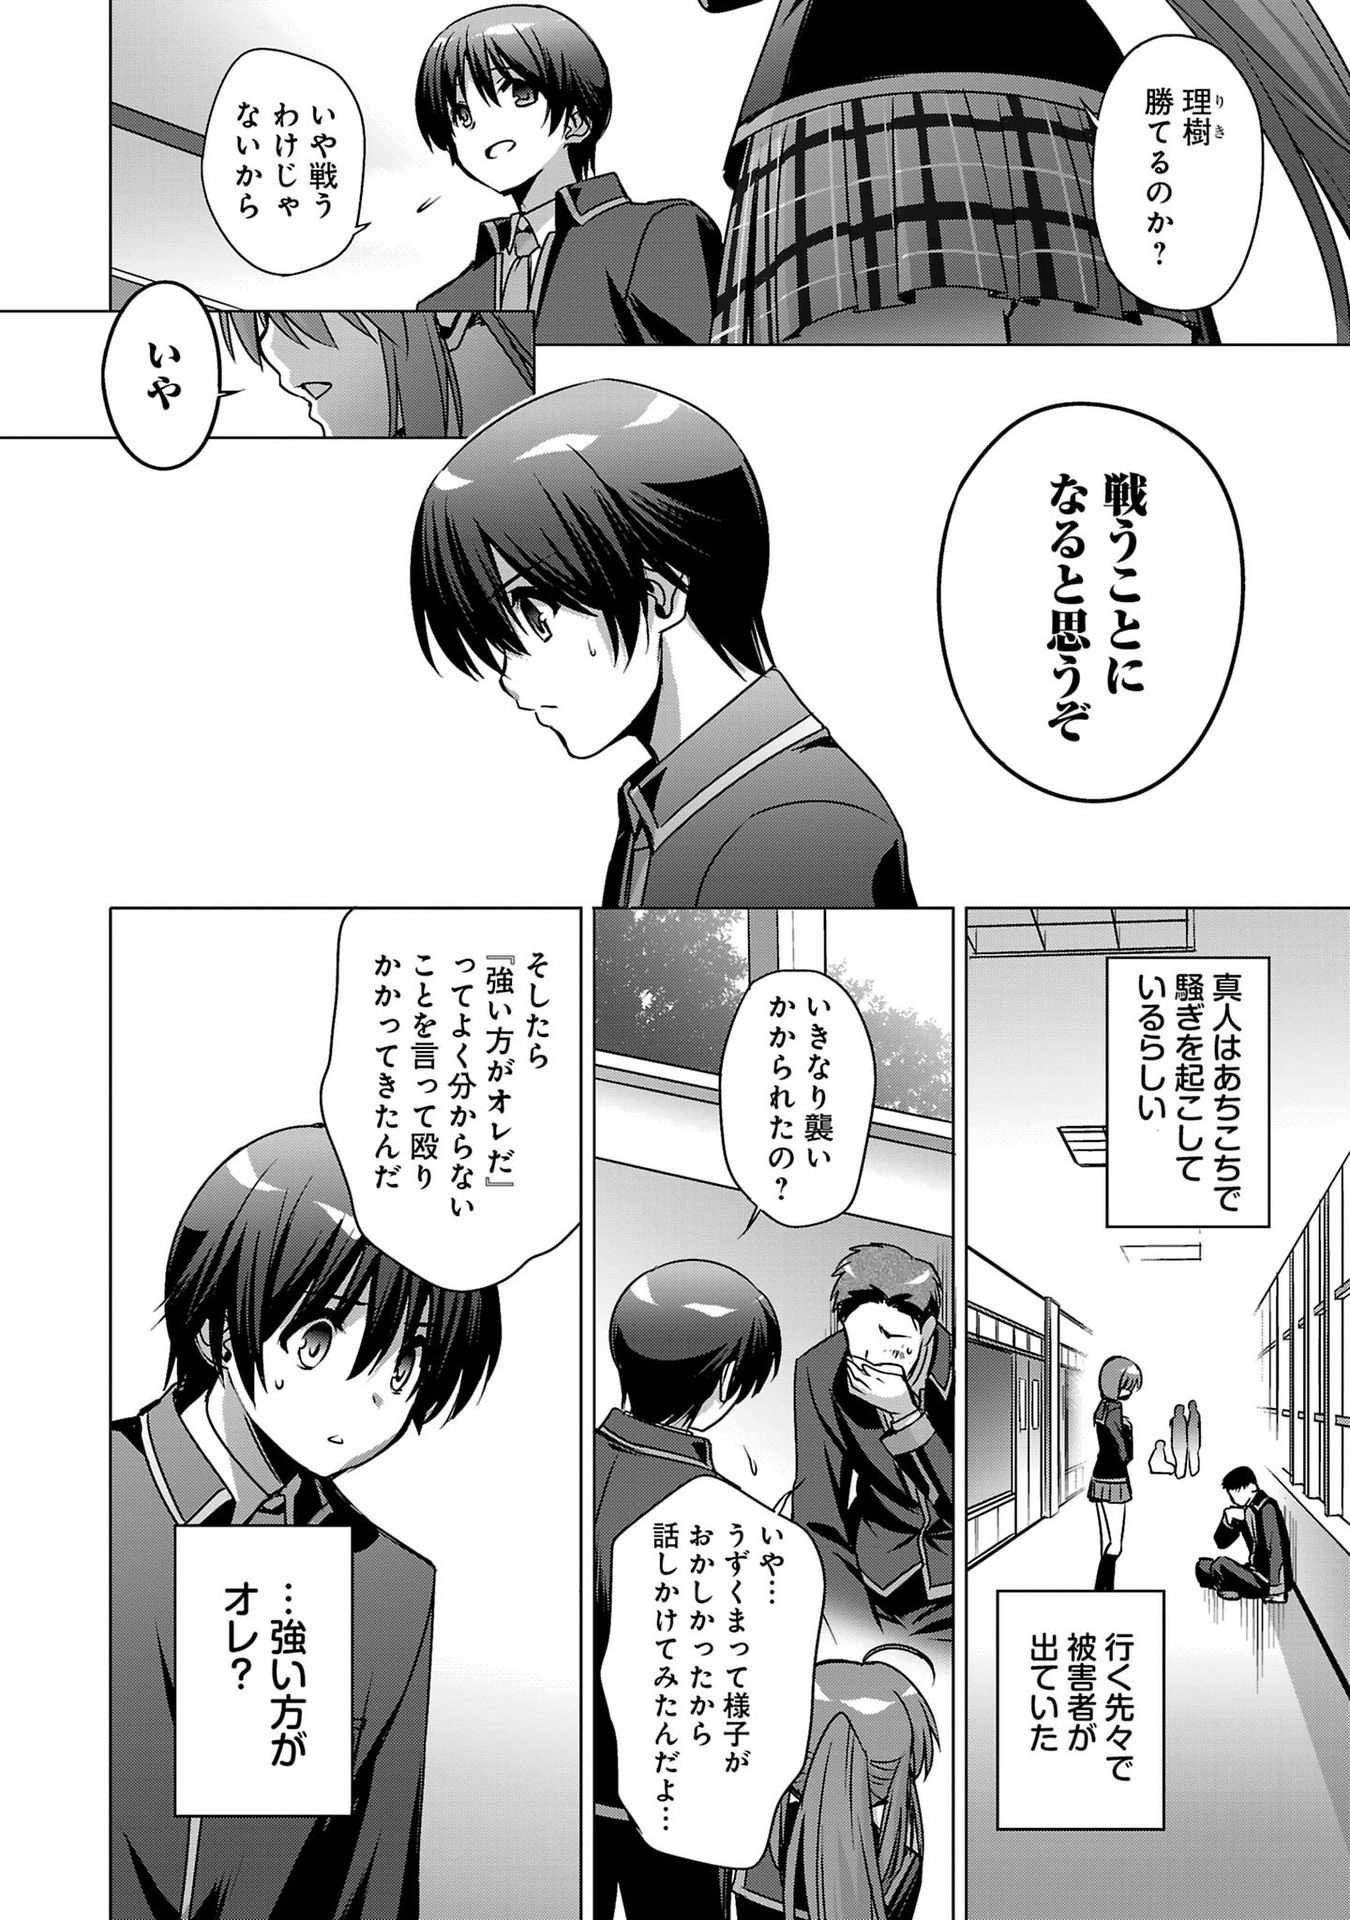 理樹
りき
勝てるのか?
いや戦う
わけじゃ
ないから
いや
戦うことに
なると思うぞ
真人はあちこちで
騒ぎを起こして
いるらしい
行く先々で
被害者が
出ていた
いきなり襲い
かかられたの?
いや…
うずくまって様子が
おかしかったから
話しかけてみたんだよ…
そしたら
『強い方がオレだ』
ってよく分からない
ことを言って殴り
かかってきたんだ
…強い方が
オレ?